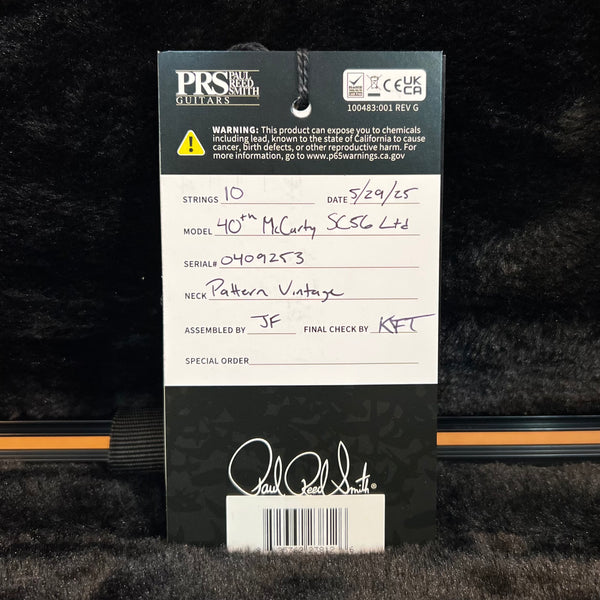 PRS PAUL REED SMITH
GUITARS
UK CA
100483:001 REV G
WARNING: This product can expose you to chemicals
including lead, known to the state of California to cause
cancer, birth defects, or other reproductive harm. For
more information, go to www.p65warnings.ca.gov
STRINGS 10 DATE 5/29/25
MODEL 40th McCarty SC56 Ltd
SERIAL# 0409253
NECK Pattern Vintage
ASSEMBLED BY JF FINAL CHECK BY KFT
SPECIAL ORDER
Paul Reed Smith®